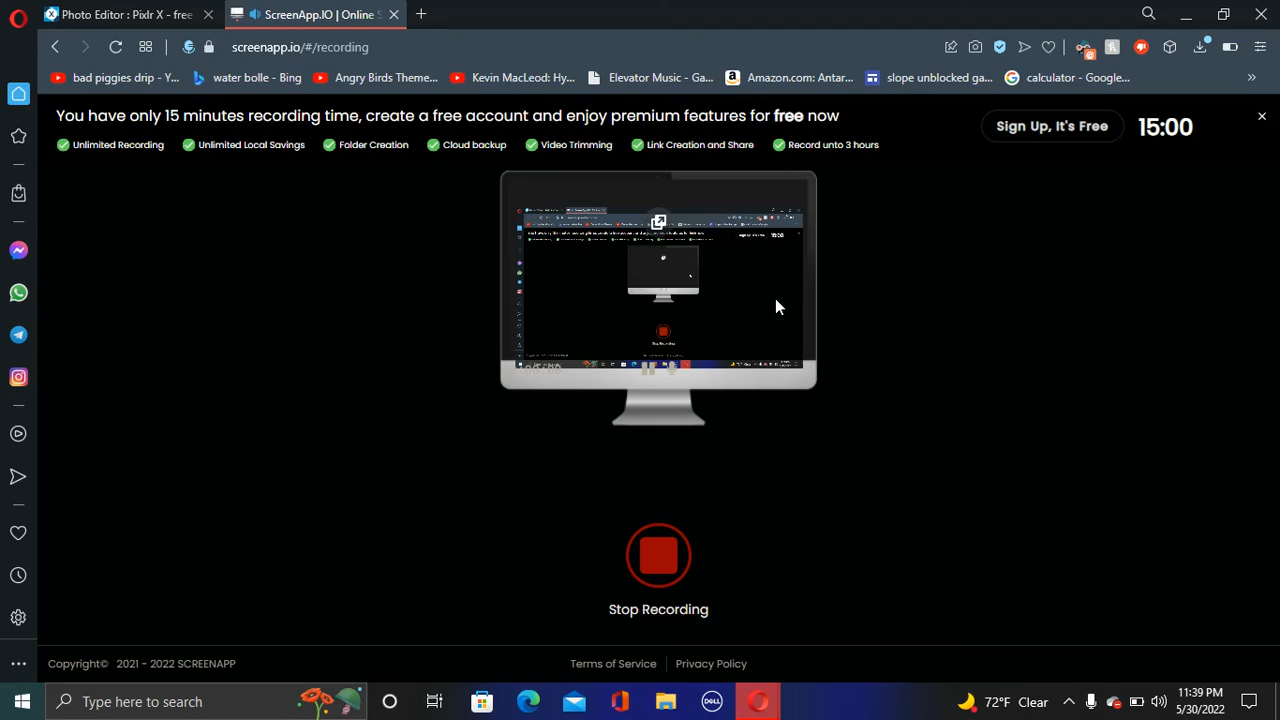 Photo Editor : Pixlr X - free
ScreenApp.IO | Online S
screenapp.io/#/recording
bad piggies drip - Y...
water bolle - Bing
Angry Birds Theme...
Kevin MacLeod: Hy...
Elevator Music - Ga...
Amazon.com: Antar...
slope unblocked ga...
calculator - Google...
You have only 15 minutes recording time, create a free account and enjoy premium features for free now
Sign Up, It's Free
15:00
Unlimited Recording
Unlimited Local Savings
Folder Creation
Cloud backup
Video Trimming
Link Creation and Share
Record unto 3 hours
Stop Recording
Copyright© 2021 - 2022 SCREENAPP
Terms of Service
Privacy Policy
Type here to search
DELL
72°F Clear
11:39 PM
5/30/2022